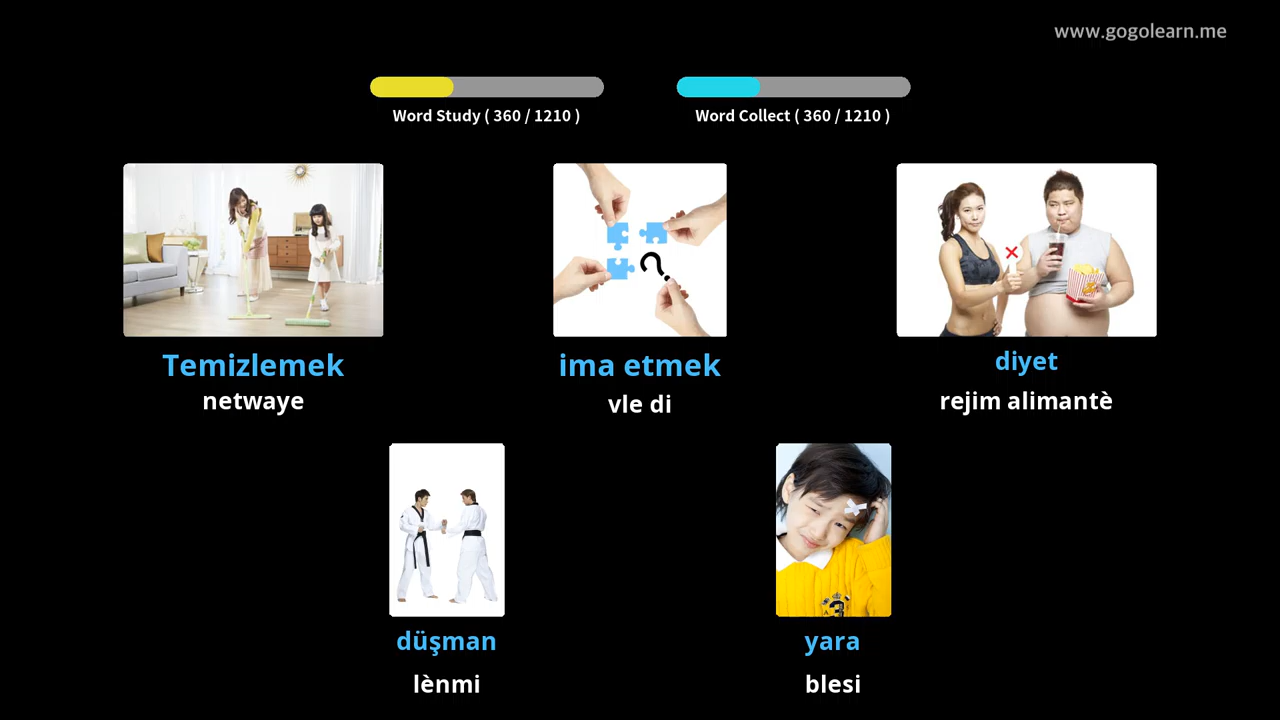 www.gogolearn.me
Word Study ( 360 / 1210 )
Word Collect ( 360 / 1210 )
Temizlemek
netwaye
ima etmek
vle di
diyet
rejim alimantè
düşman
lènmi
yara
blesi
3